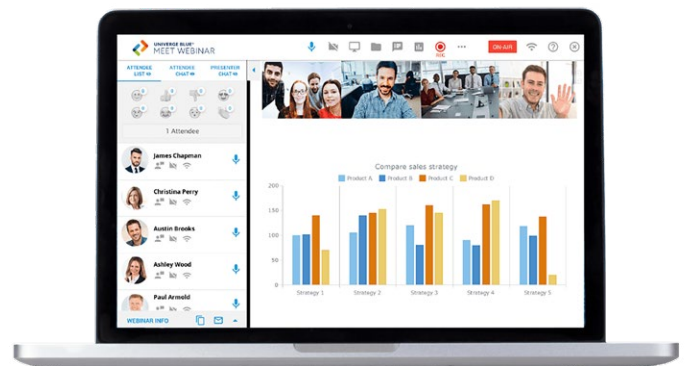 UNIVERGE BLUE®
MEET WEBINAR
REC
ON-AIR
ATTENDEE
LIST
ATTENDEE
CHAT
PRESENTER
CHAT
1 Attendee
James Chapman
Christina Perry
Austin Brooks
Ashley Wood
Paul Armold
WEBINAR INFO
Compare sales strategy
Product A
Product B
Product C
Product D
200
150
100
50
0
Strategy 1
Strategy 2
Strategy 3
Strategy 4
Strategy 5